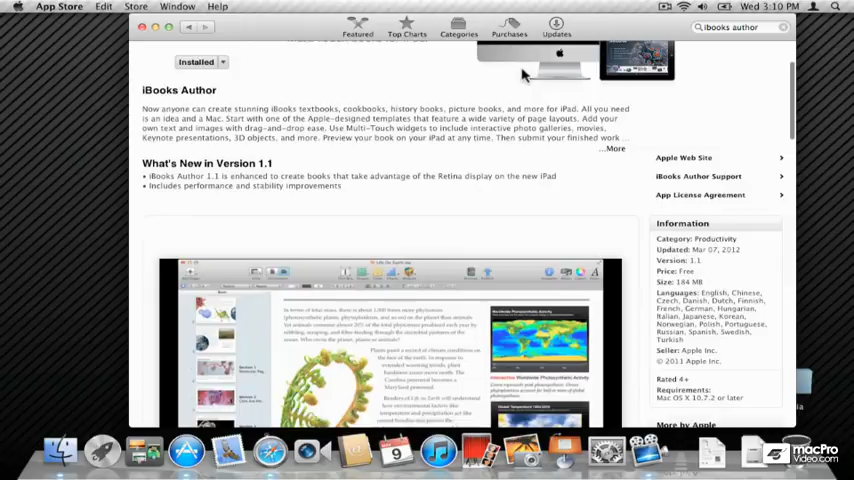 App Store Edit Store Window Help
Wed 3:10 PM
Featured Top Charts Categories Purchases Updates
ibooks author
Installed
iBooks Author
Now anyone can create stunning iBooks textbooks, cookbooks, history books, picture books, and more for iPad. All you need
is an idea and a Mac. Start with one of the Apple-designed templates that feature a wide variety of page layouts. Add your
own text and images with drag-and-drop ease. Use Multi-Touch widgets to include interactive photo galleries, movies,
Keynote presentations, 3D objects, and more. Preview your book on your iPad at any time. Then submit your finished work
...More
What's New in Version 1.1
• iBooks Author 1.1 is enhanced to create books that take advantage of the Retina display on the new iPad
• Includes performance and stability improvements
Apple Web Site
iBooks Author Support
App License Agreement
Information
Category: Productivity
Updated: Mar 07, 2012
Version: 1.1
Price: Free
Size: 184 MB
Languages: English, Chinese,
Czech, Danish, Dutch, Finnish,
French, German, Hungarian,
Italian, Japanese, Korean,
Norwegian, Polish, Portuguese,
Russian, Spanish, Swedish,
Turkish
Seller: Apple Inc.
© 2011 Apple Inc.
Rated 4+
Requirements:
Mac OS X 10.7.2 or later
More by Apple
9
macPro
Video.com